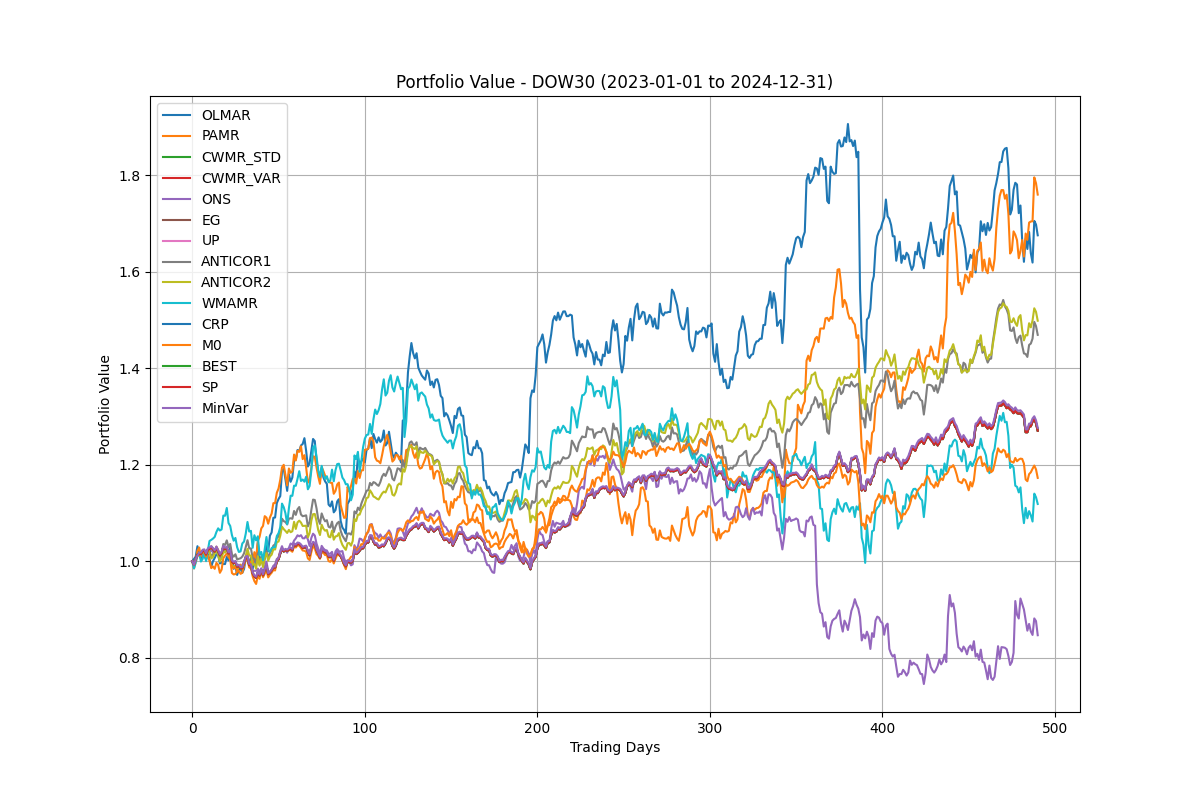 Portfolio Value - DOW30 (2023-01-01 to 2024-12-31)
OLMAR
PAMR
CWMR_STD
CWMR_VAR
ONS
EG
UP
ANTICOR1
ANTICOR2
WMAMR
CRP
M0
BEST
SP
MinVar
1.8
1.6
1.4
1.2
1.0
0.8
Portfolio Value
0 100 200 300 400 500
Trading Days